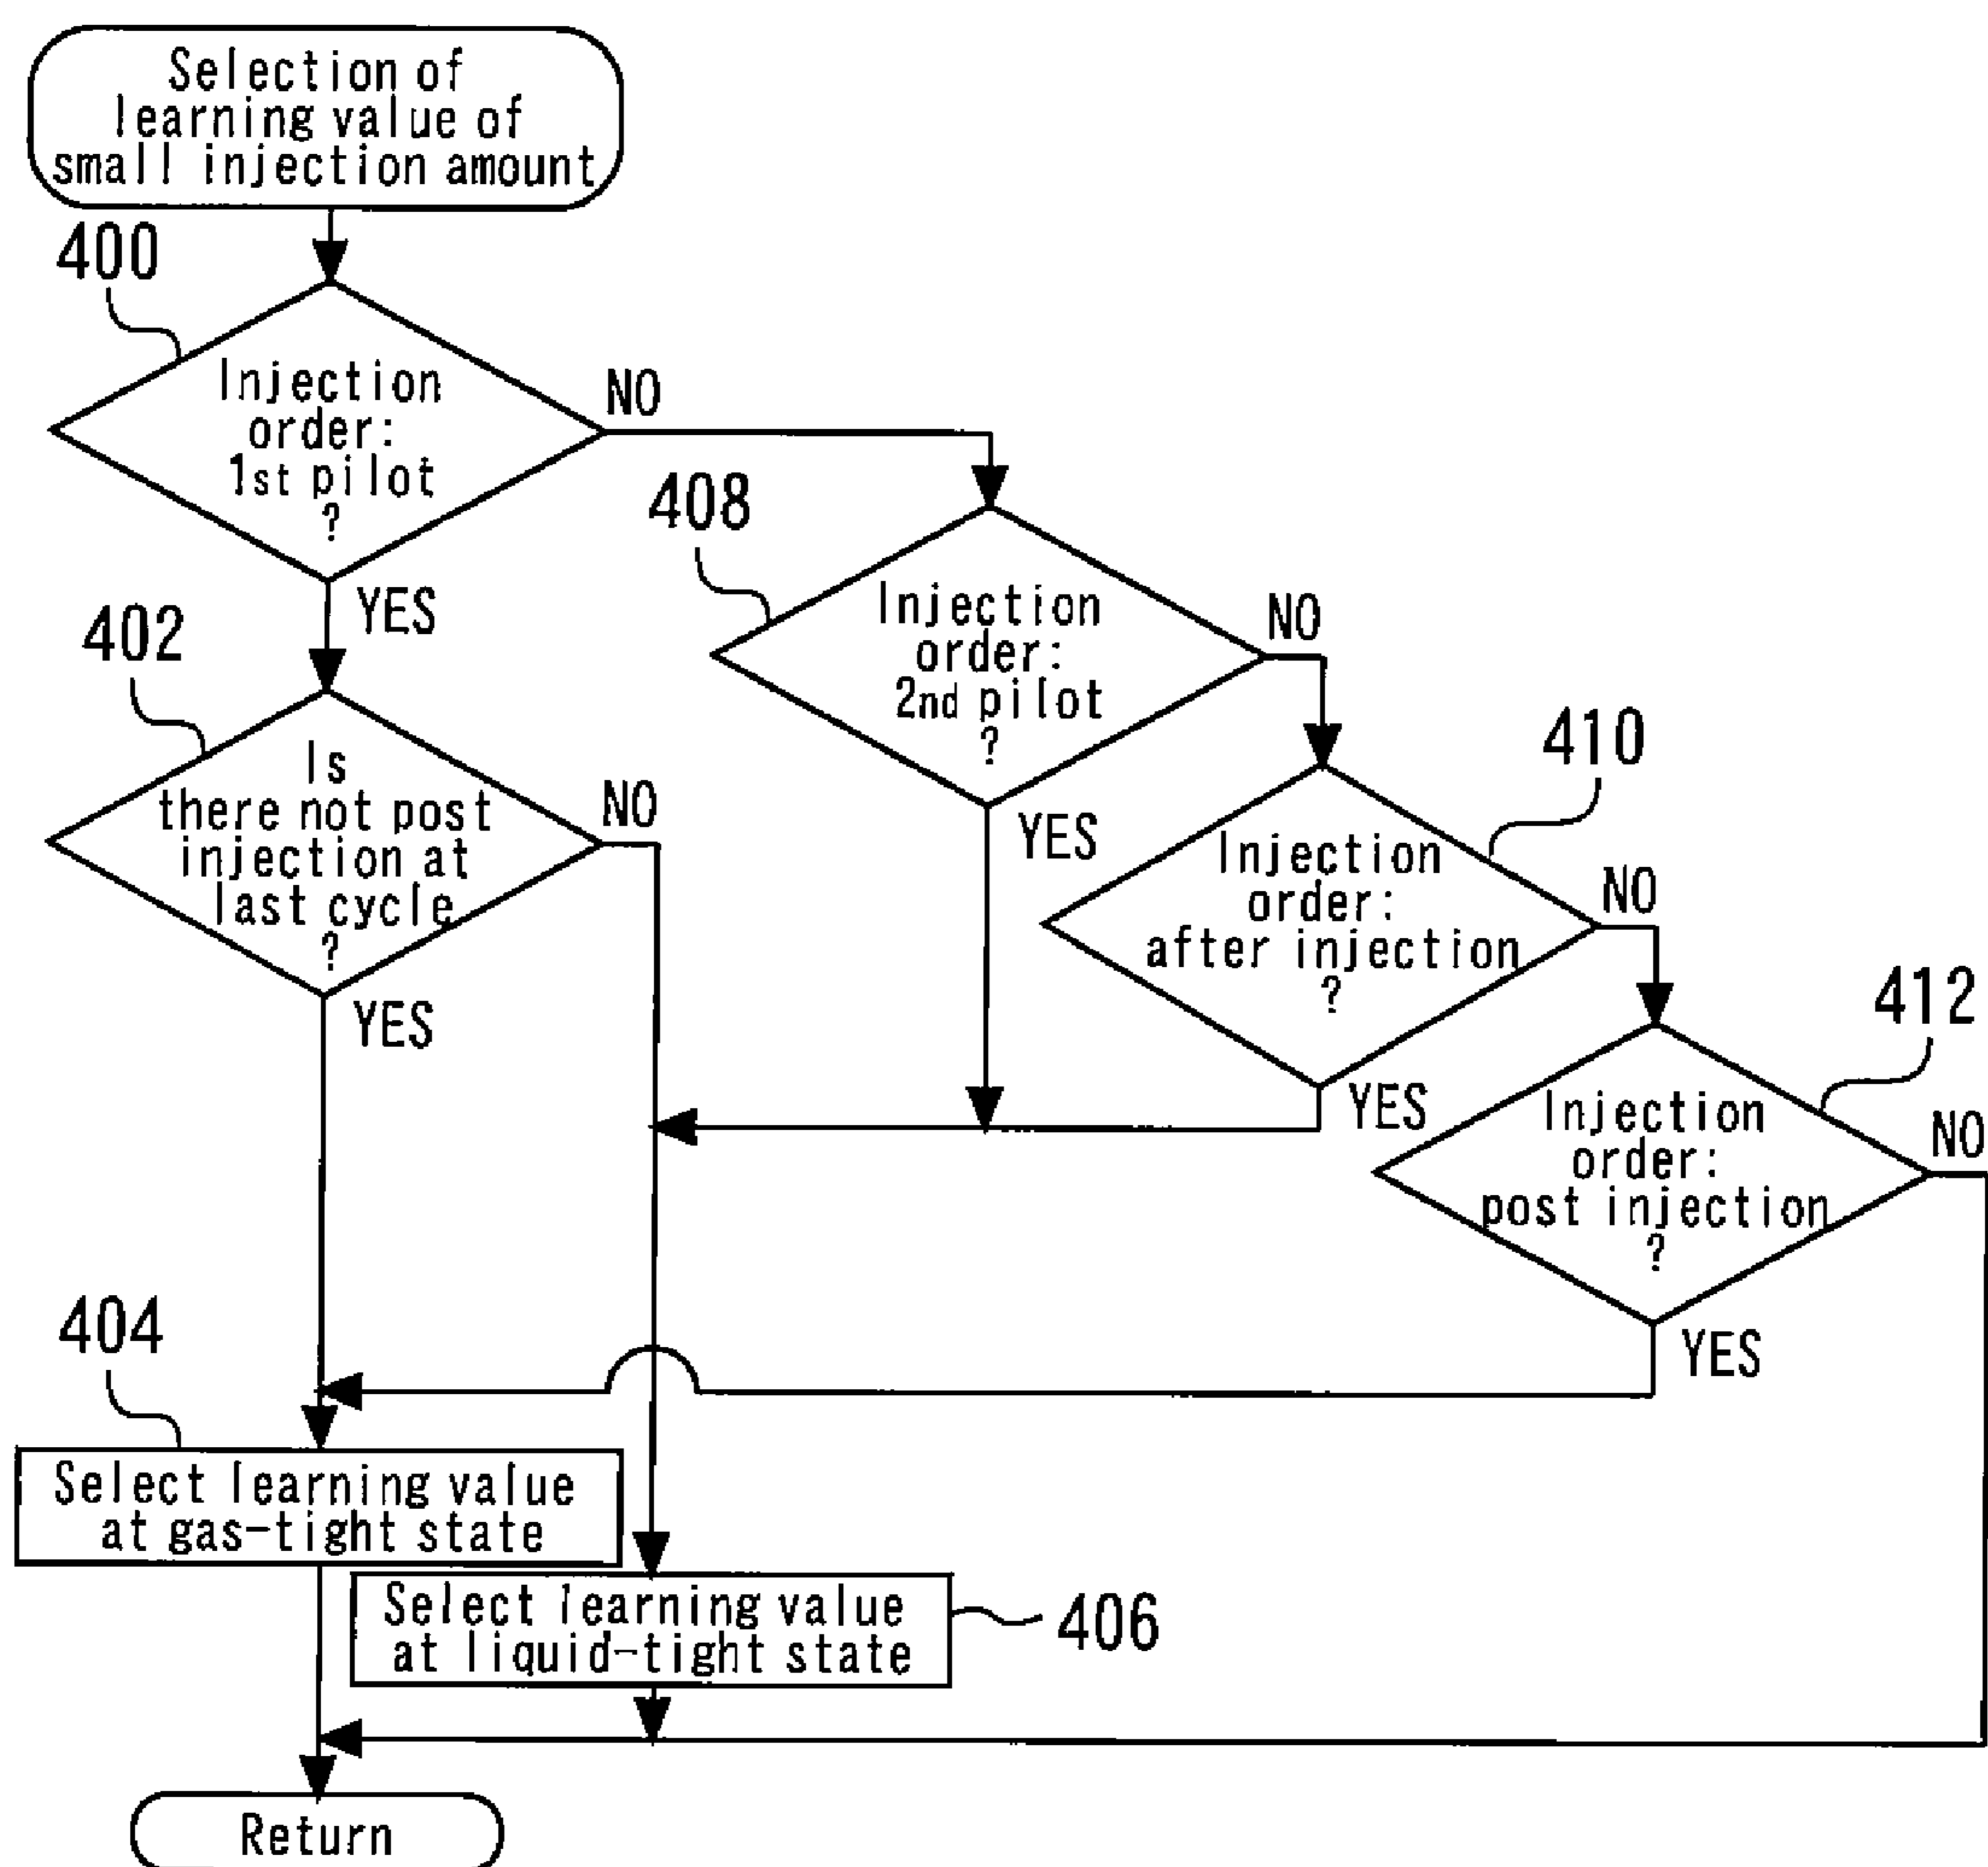 Selection of
learning value of
small injection amount
400
Injection
order:
1st pilot
?
NO
YES
402
Is
there not post
injection at
last cycle
?
NO
YES
408
Injection
order:
2nd pilot
?
NO
YES
410
Injection
order:
after injection
?
NO
YES
412
Injection
order:
post injection
?
NO
YES
404
Select learning value
at gas-tight state
Select learning value
at liquid-tight state
406
Return